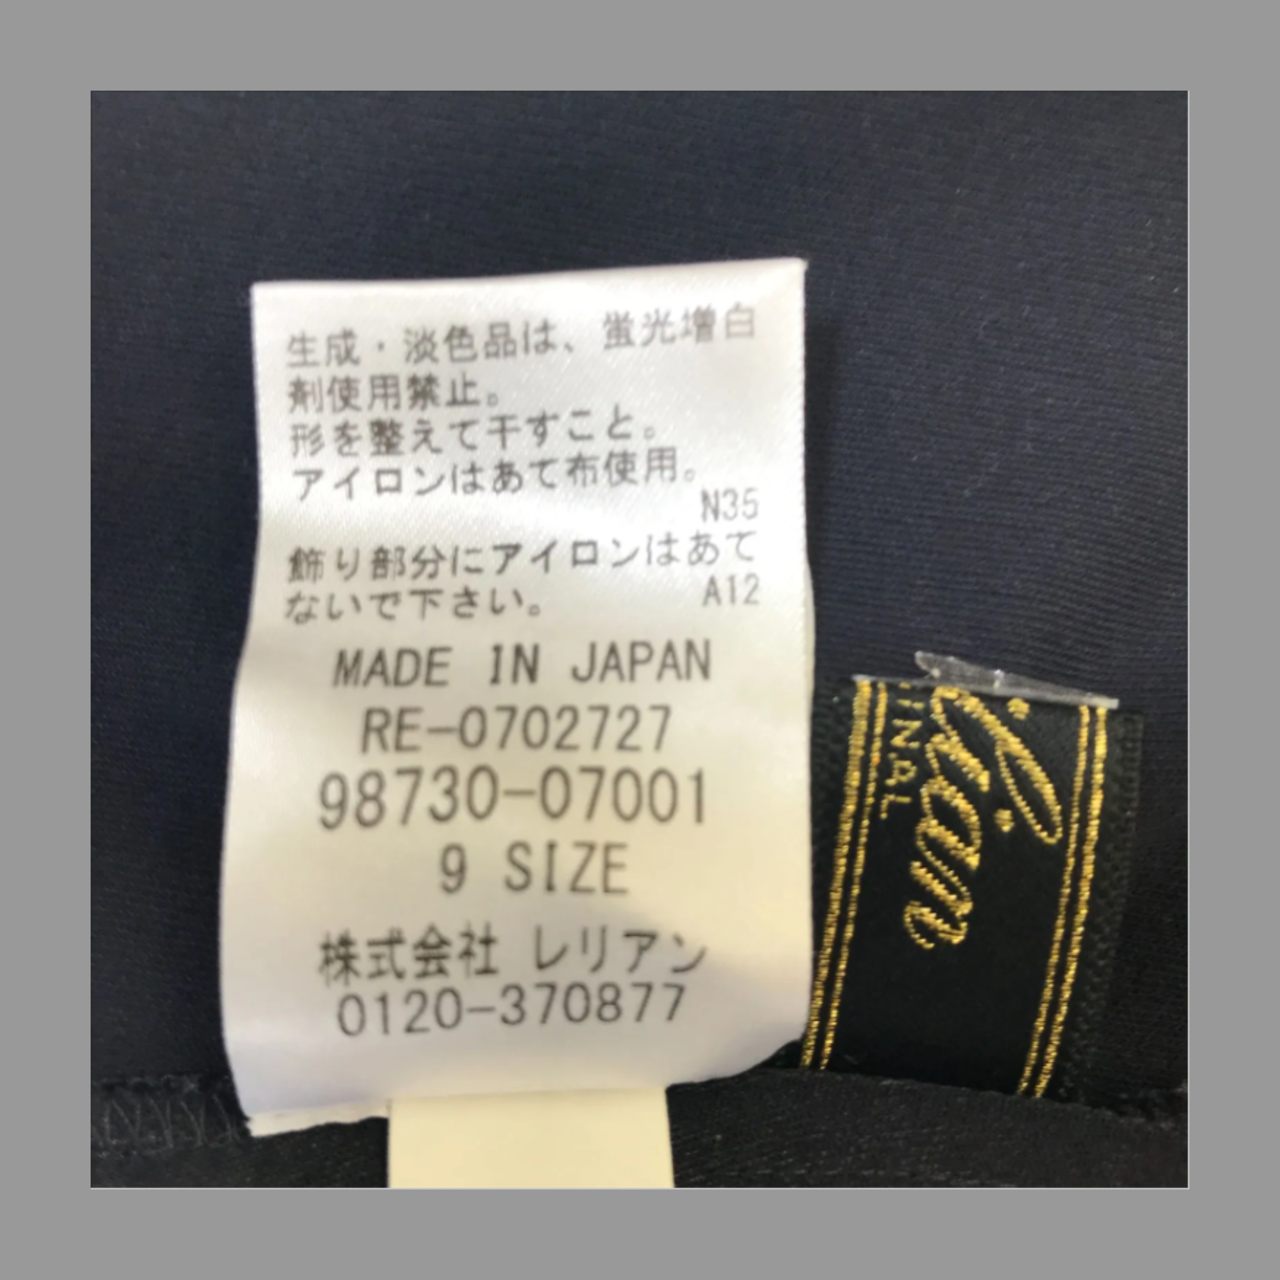 生成・淡色品は、蛍光増白
剤使用禁止。
形を整えて干すこと。
アイロンはあて布使用。
N35
飾り部分にアイロンはあて
ないで下さい。 A12
MADE IN JAPAN
RE-0702727
98730-07001
9 SIZE
株式会社 レリアン
0120-370877